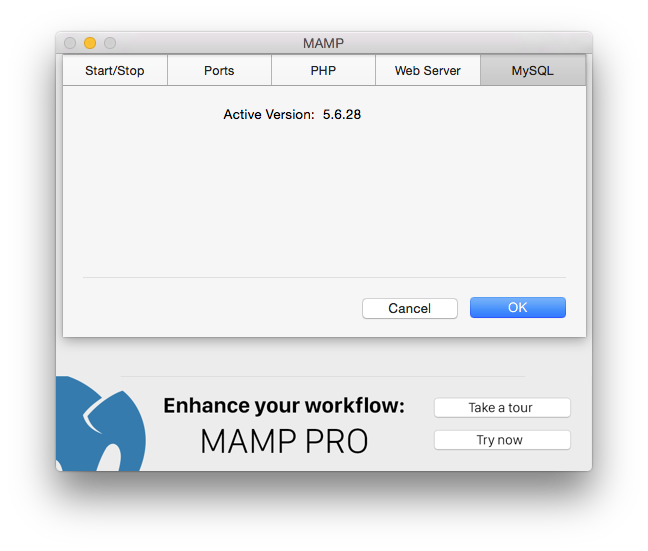 MAMP
Start/Stop Ports PHP Web Server MySQL
Active Version: 5.6.28
Cancel OK
Enhance your workflow:
MAMP PRO
Take a tour
Try now